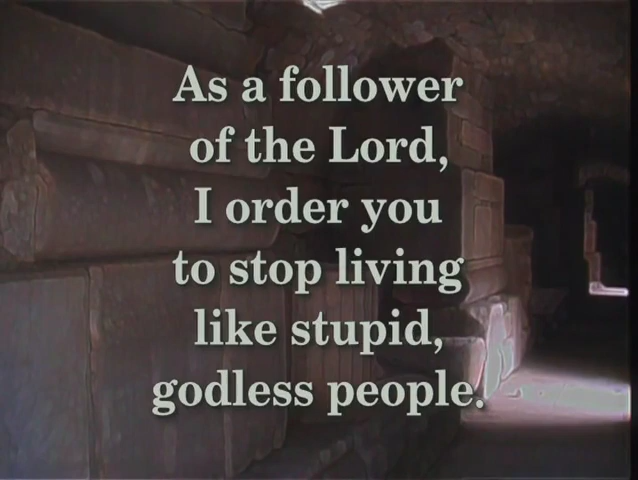 As a follower
of the Lord,
I order you
to stop living
like stupid,
godless people.